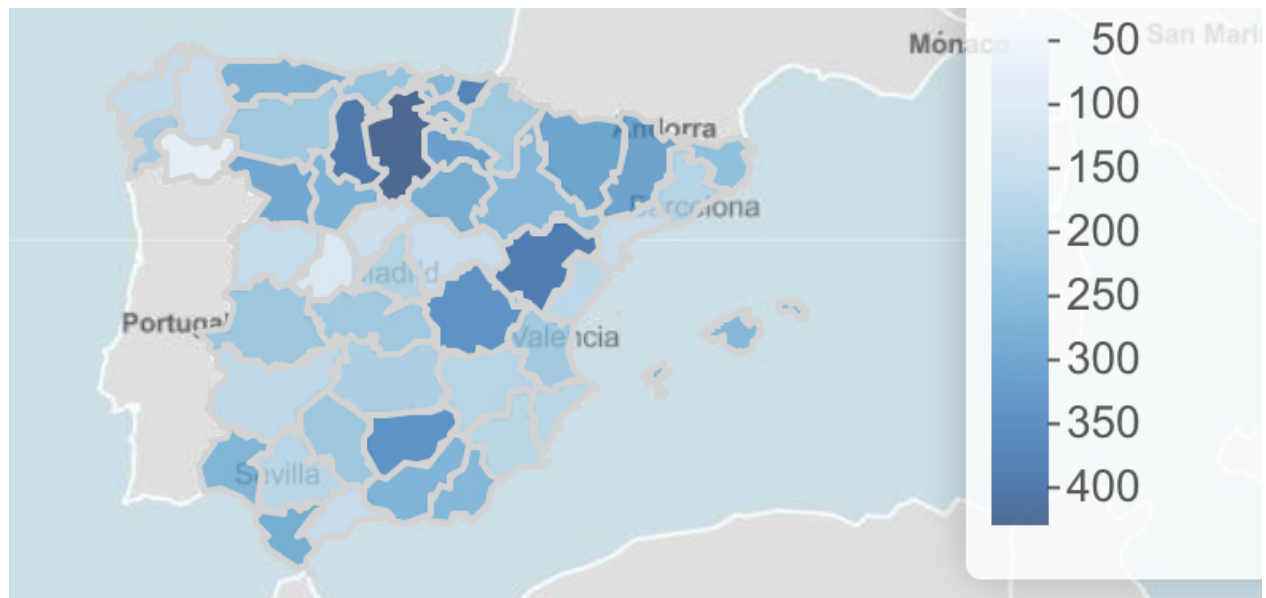 Mónaco
50
San Mari
100
Andorra
150
Barcelona
200
Madrid
250
Portugal
Valencia
300
350
Sevilla
400